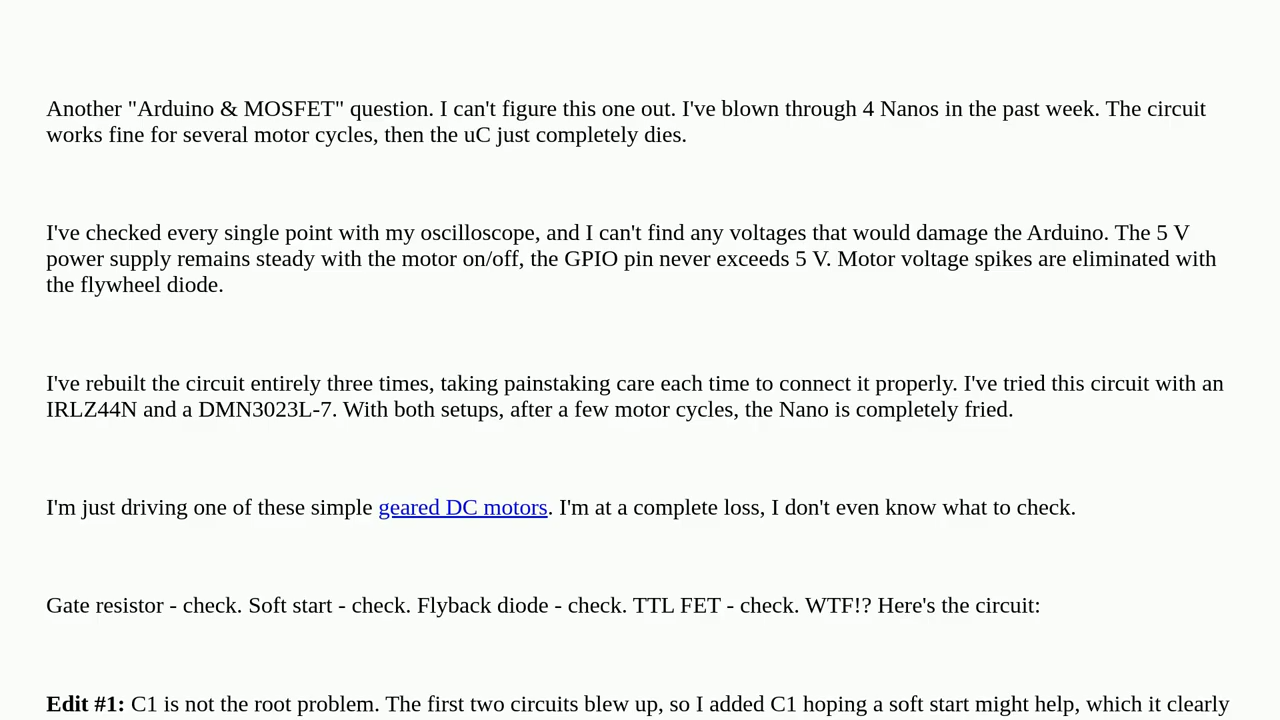 Another "Arduino & MOSFET" question. I can't figure this one out. I've blown through 4 Nanos in the past week. The circuit
works fine for several motor cycles, then the uC just completely dies.
I've checked every single point with my oscilloscope, and I can't find any voltages that would damage the Arduino. The 5 V
power supply remains steady with the motor on/off, the GPIO pin never exceeds 5 V. Motor voltage spikes are eliminated with
the flywheel diode.
I've rebuilt the circuit entirely three times, taking painstaking care each time to connect it properly. I've tried this circuit with an
IRLZ44N and a DMN3023L-7. With both setups, after a few motor cycles, the Nano is completely fried.
I'm just driving one of these simple geared DC motors. I'm at a complete loss, I don't even know what to check.
Gate resistor - check. Soft start - check. Flyback diode - check. TTL FET - check. WTF!? Here's the circuit:
Edit #1: C1 is not the root problem. The first two circuits blew up, so I added C1 hoping a soft start might help, which it clearly